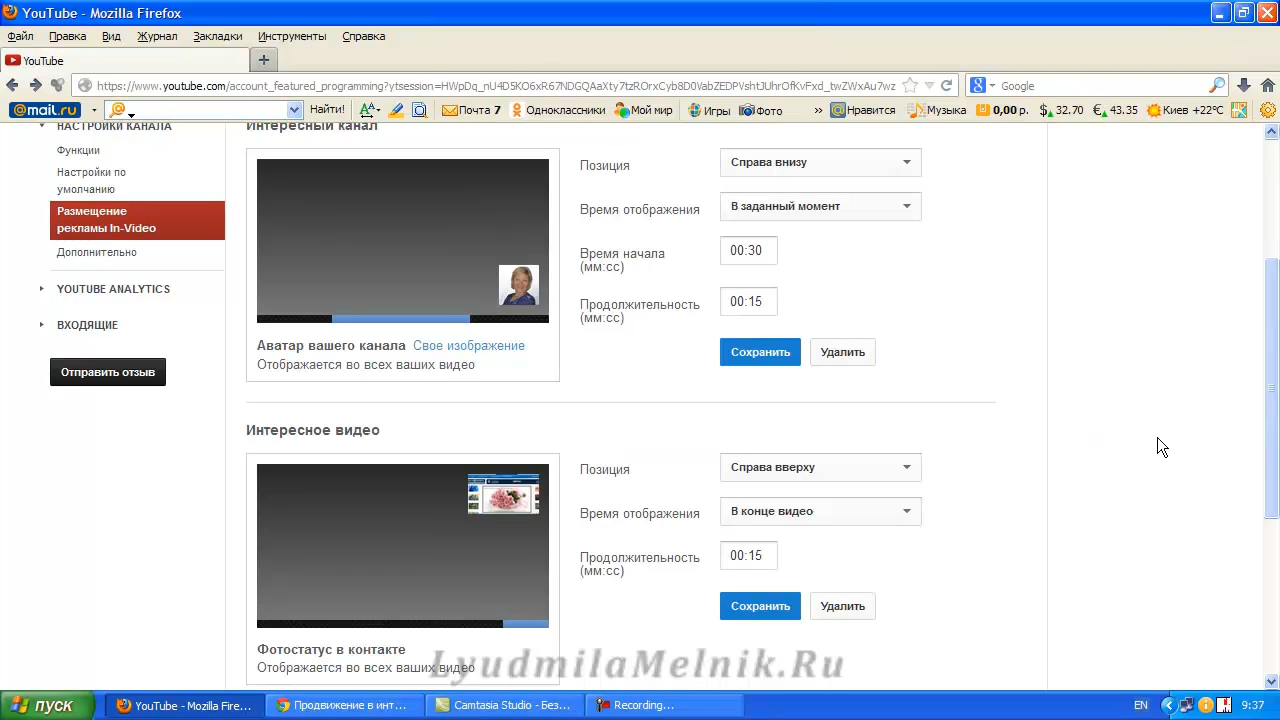 YouTube - Mozilla Firefox
Файл Правка Вид Журнал Закладки Инструменты Справка
YouTube
https://www.youtube.com/account_featured_programming?ytsession=HWpDq_nU4D5KO6xR67NDGQAaXty7tzROrxCyb8D0VabZEDPVshtJUhrOfKvFxd_twZWxAu7wz
Google
@mail.ru Найти! Почта 7 Одноклассники Мой мир Игры Фото » Нравится Музыка 0,00 р. $ 32.70 € 43.35 Киев +22°C
НАСТРОЙКИ КАНАЛА
Функции
Настройки по
умолчанию
Размещение
рекламы In-Video
Дополнительно
YOUTUBE ANALYTICS
ВХОДЯЩИЕ
Отправить отзыв
Интересный канал
Позиция Справа внизу
Время отображения В заданный момент
Время начала
(мм:сс) 00:30
Продолжительность
(мм:сс) 00:15
Сохранить Удалить
Аватар вашего канала Свое изображение
Отображается во всех ваших видео
Интересное видео
Позиция Справа вверху
Время отображения В конце видео
Продолжительность
(мм:сс) 00:15
Сохранить Удалить
Фотостатус в контакте
Отображается во всех ваших видео
LyudmilaMelnik.Ru
пуск YouTube - Mozilla Fire... Продвижение в инт... Camtasia Studio - Без... Recording... EN 9:37